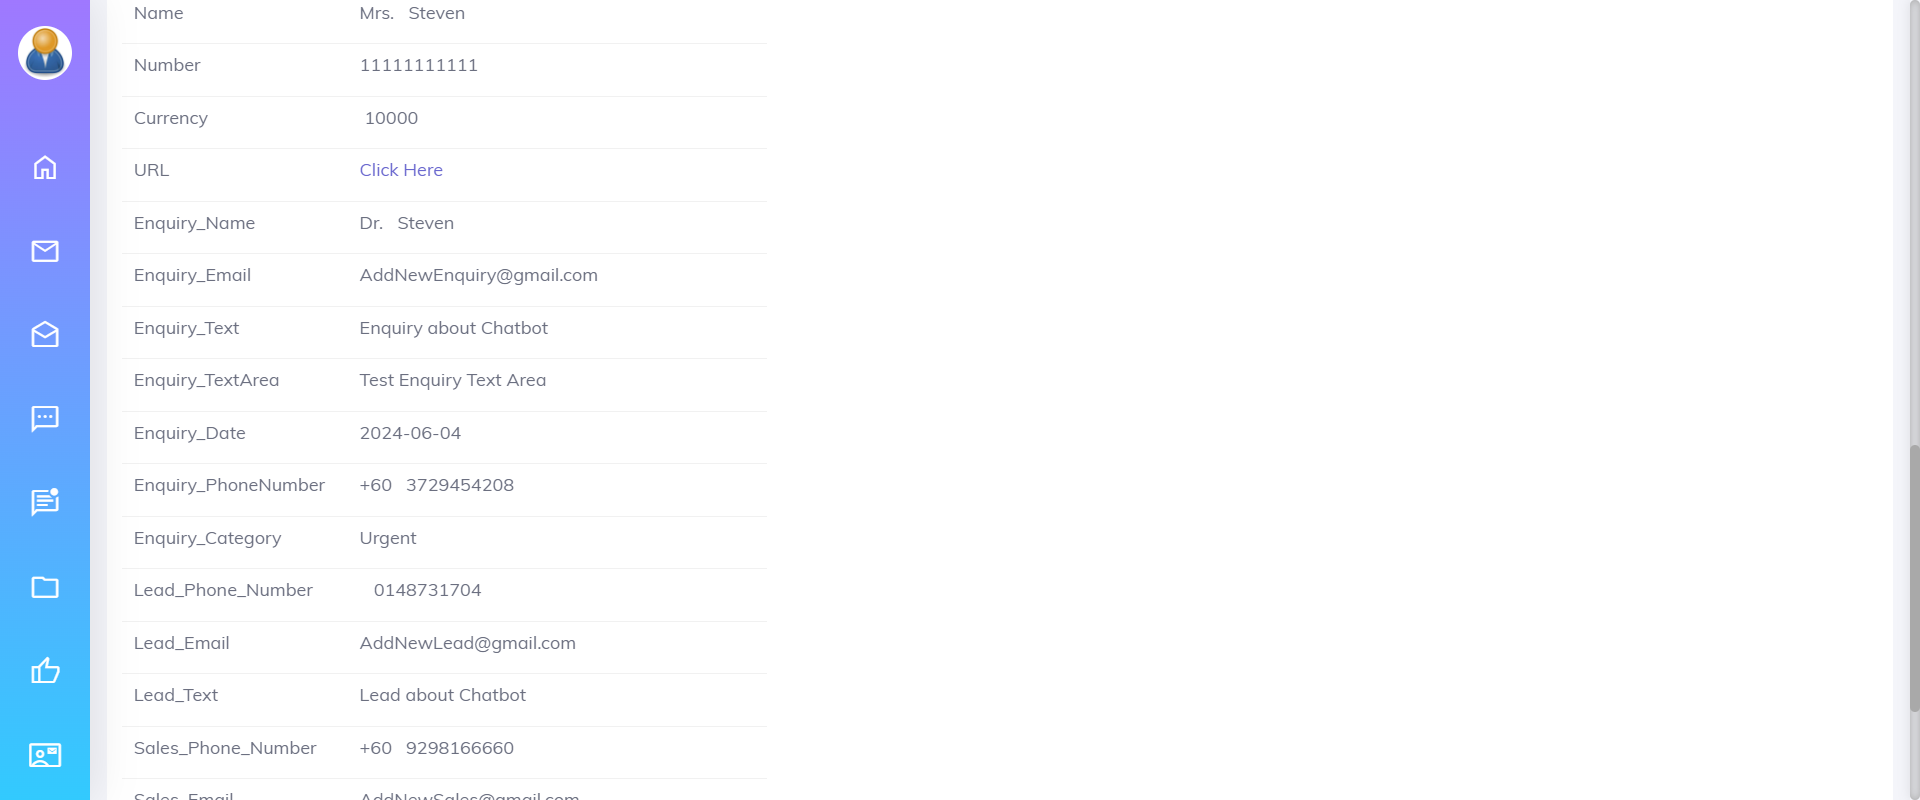 Name Mrs. Steven
Number 11111111111
Currency 10000
URL Click Here
Enquiry_Name Dr. Steven
Enquiry_Email AddNewEnquiry@gmail.com
Enquiry_Text Enquiry about Chatbot
Enquiry_TextArea Test Enquiry Text Area
Enquiry_Date 2024-06-04
Enquiry_PhoneNumber +60 3729454208
Enquiry_Category Urgent
Lead_Phone_Number 0148731704
Lead_Email AddNewLead@gmail.com
Lead_Text Lead about Chatbot
Sales_Phone_Number +60 9298166660
Sales_Email AddNewSales@gmail.com